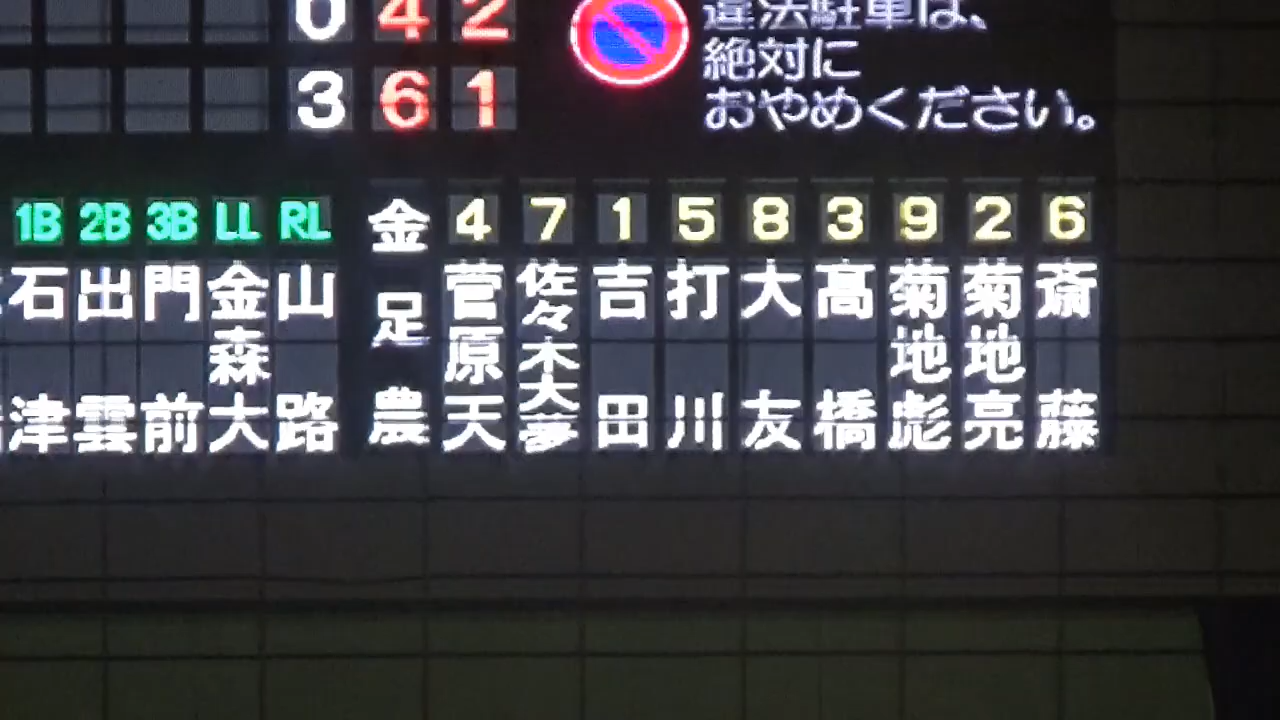 0 4 2
3 6 1
違法駐車は、
絶対に
おやめください。
1B 2B 3B LL RL
石津
出雲
門前
金森大
山路
金足農
4 菅原天
7 佐々木大夢
1 吉田
5 打川
8 大友
3 髙橋
9 菊地彪
2 菊地亮
6 斎藤